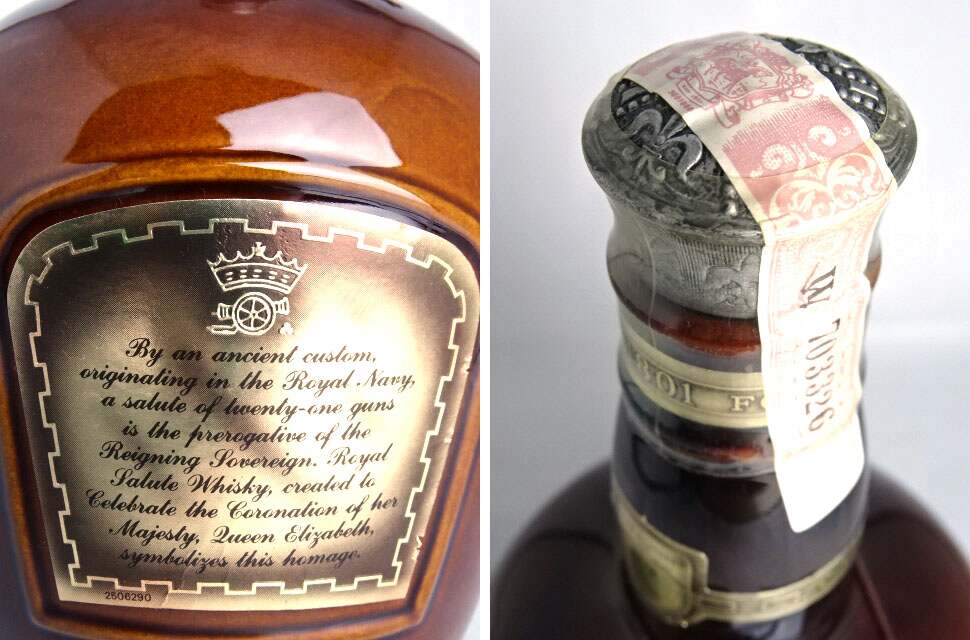 By an ancient custom,
originating in the Royal Navy,
a salute of twenty-one guns
is the prerogative of the
Reigning Sovereign. Royal
Salute Whisky, created to
Celebrate the Coronation of her
Majesty, Queen Elizabeth,
symbolizes this homage.
2506290
1801 FO